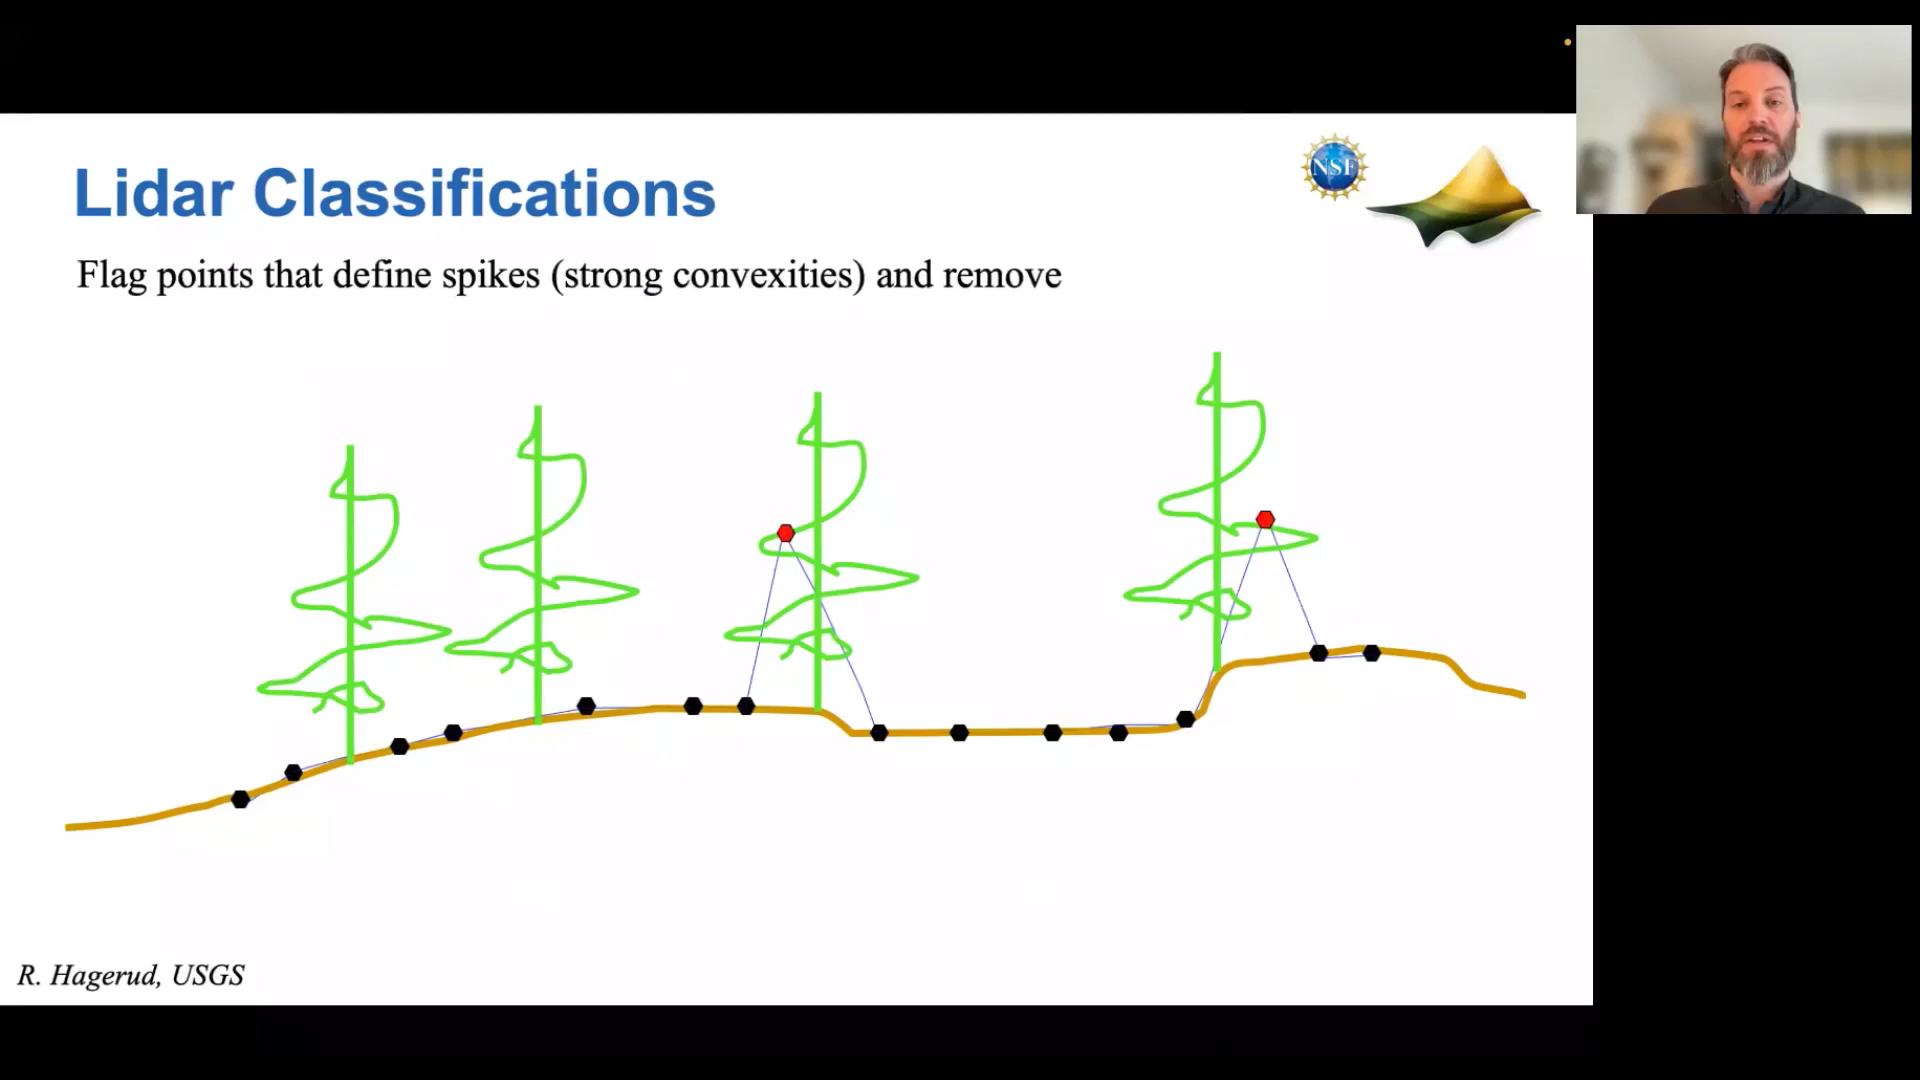 Lidar Classifications
NSF
Flag points that define spikes (strong convexities) and remove
R. Hagerud, USGS